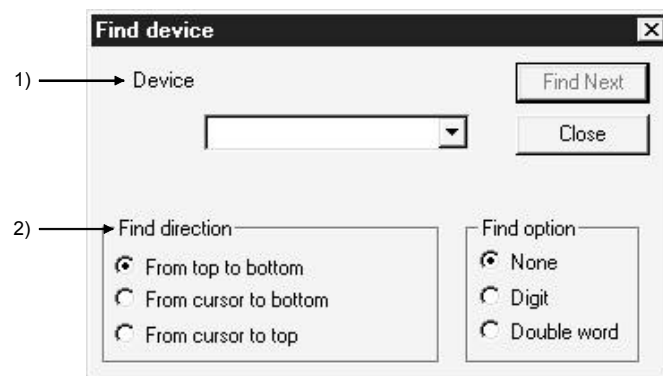 Find device
1) Device
Find Next
Close
2) Find direction
From top to bottom
From cursor to bottom
From cursor to top
Find option
None
Digit
Double word